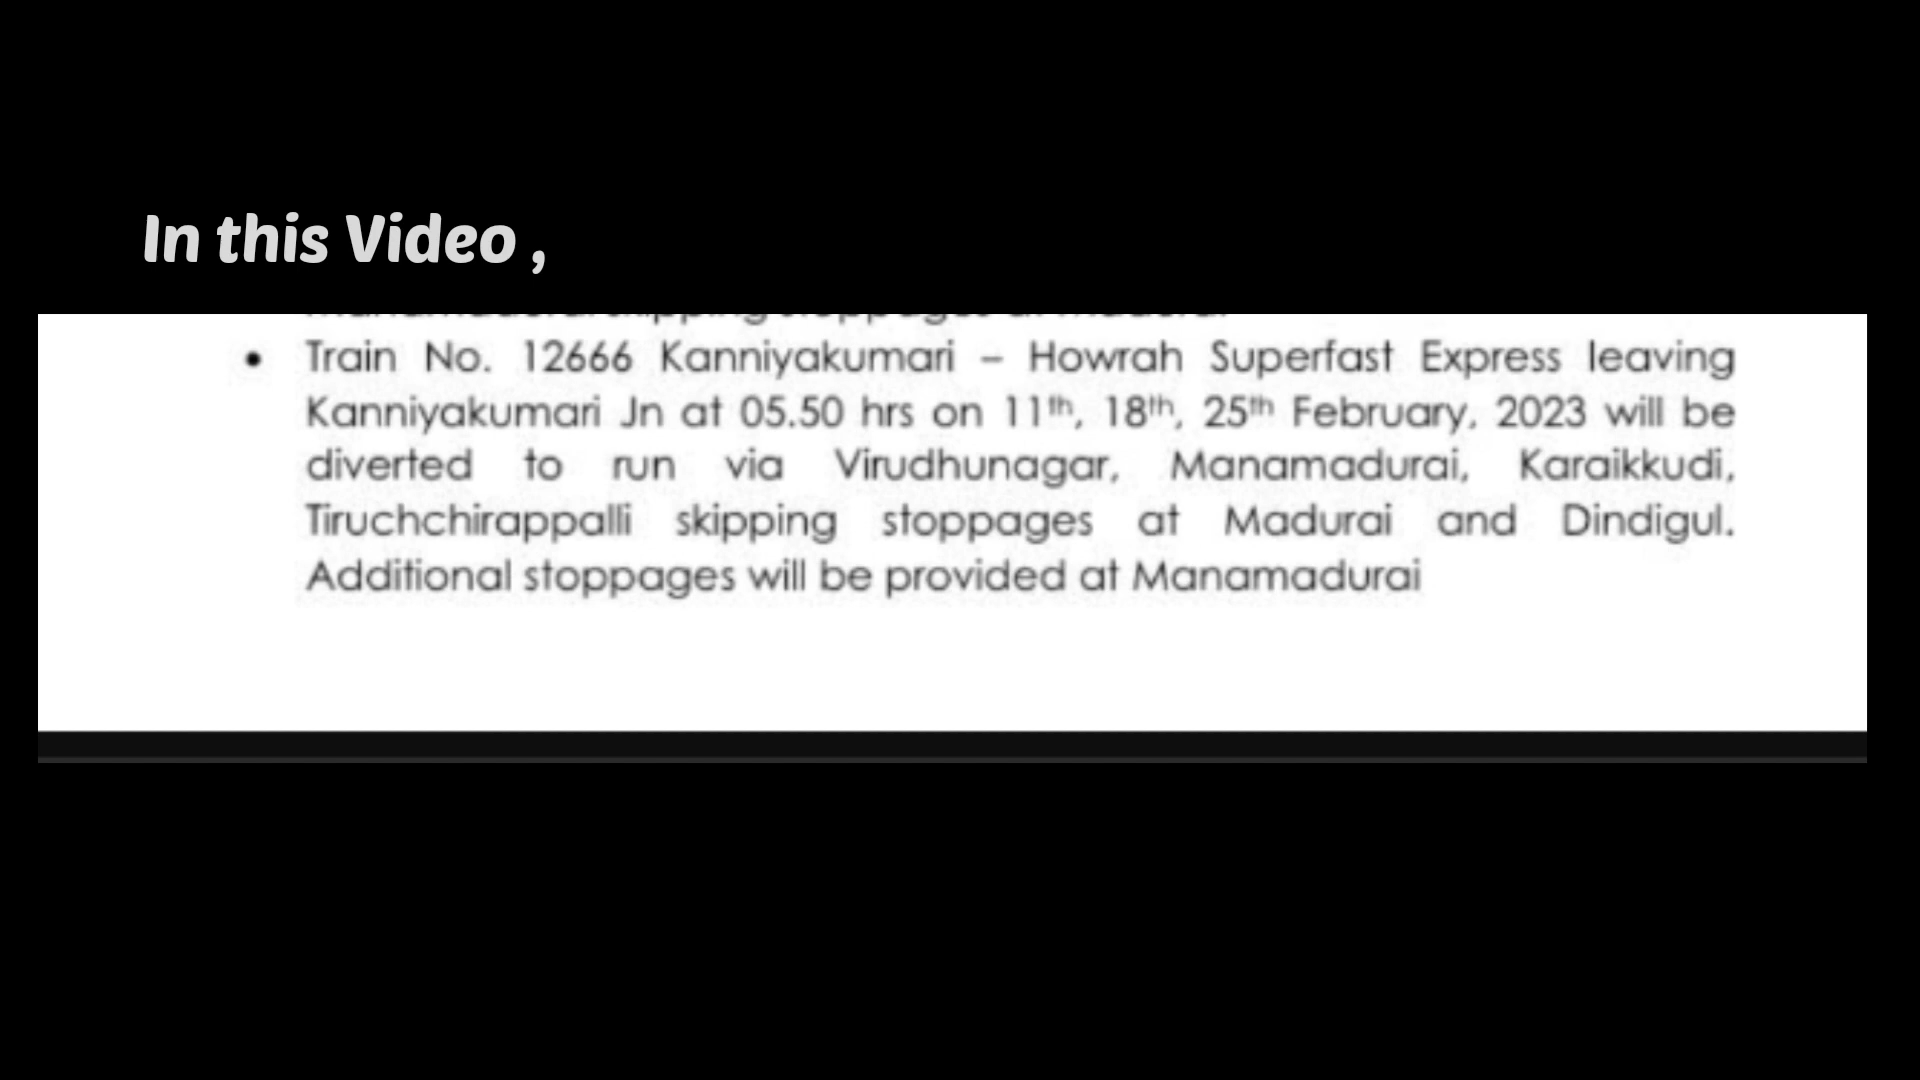 In this Video ,
• Train No. 12666 Kanniyakumari – Howrah Superfast Express leaving
Kanniyakumari Jn at 05.50 hrs on 11th, 18th, 25th February, 2023 will be
diverted to run via Virudhunagar, Manamadurai, Karaikkudi,
Tiruchchirappalli skipping stoppages at Madurai and Dindigul.
Additional stoppages will be provided at Manamadurai